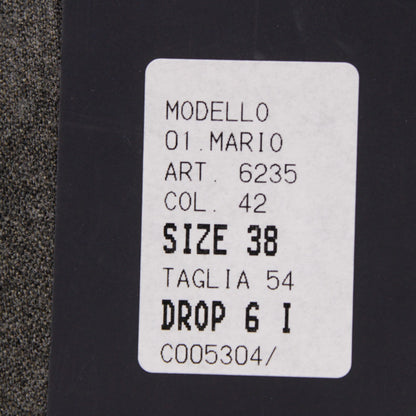 MODELLO
01.MARIO
ART. 6235
COL. 42
SIZE 38
TAGLIA 54
DROP 6 I
C005304/